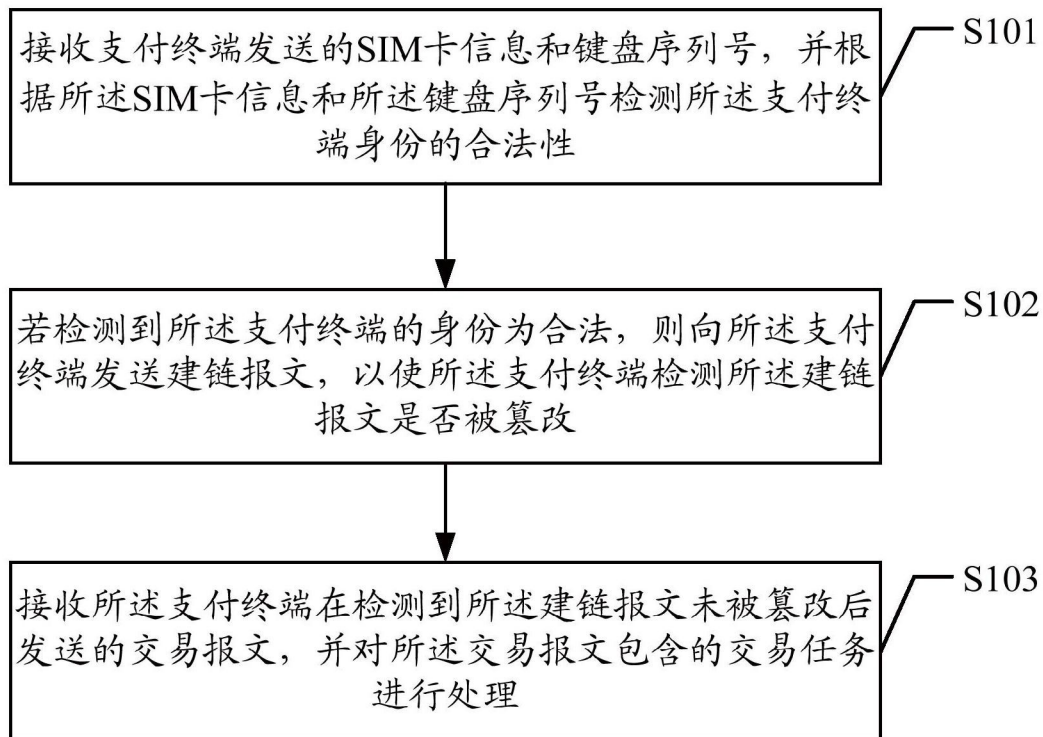 接收支付终端发送的SIM卡信息和键盘序列号，并根
据所述SIM卡信息和所述键盘序列号检测所述支付终
端身份的合法性
S101
若检测到所述支付终端的身份为合法，则向所述支付
终端发送建链报文，以使所述支付终端检测所述建链
报文是否被篡改
S102
接收所述支付终端在检测到所述建链报文未被篡改后
发送的交易报文，并对所述交易报文包含的交易任务
进行处理
S103